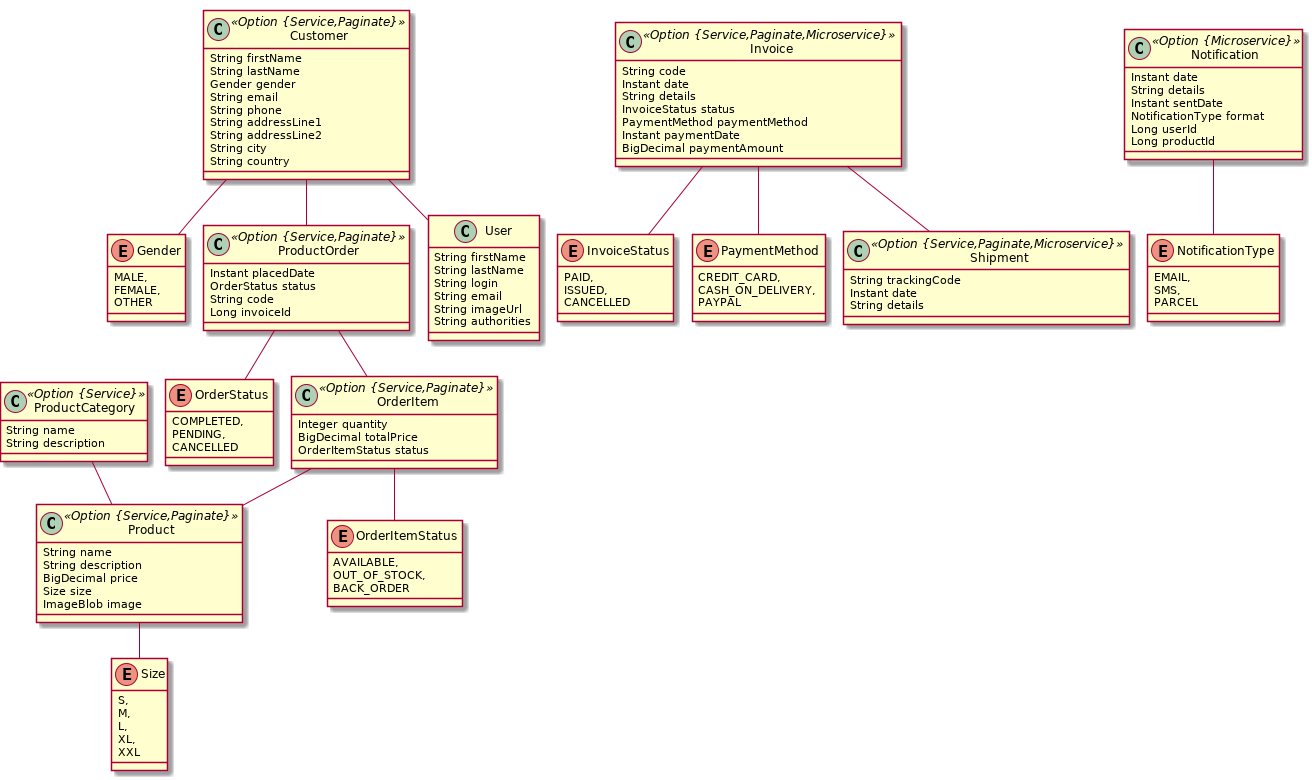 C «Option {Service,Paginate}»
Customer
String firstName
String lastName
Gender gender
String email
String phone
String addressLine1
String addressLine2
String city
String country
C «Option {Service,Paginate,Microservice}»
Invoice
String code
Instant date
String details
InvoiceStatus status
PaymentMethod paymentMethod
Instant paymentDate
BigDecimal paymentAmount
C «Option {Microservice}»
Notification
Instant date
String details
Instant sentDate
NotificationType format
Long userId
Long productId
E Gender
MALE,
FEMALE,
OTHER
C «Option {Service,Paginate}»
ProductOrder
Instant placedDate
OrderStatus status
String code
Long invoiceId
C User
String firstName
String lastName
String login
String email
String imageUrl
String authorities
E InvoiceStatus
PAID,
ISSUED,
CANCELLED
E PaymentMethod
CREDIT_CARD,
CASH_ON_DELIVERY,
PAYPAL
C «Option {Service,Paginate,Microservice}»
Shipment
String trackingCode
Instant date
String details
E NotificationType
EMAIL,
SMS,
PARCEL
C «Option {Service}»
ProductCategory
String name
String description
E OrderStatus
COMPLETED,
PENDING,
CANCELLED
C «Option {Service,Paginate}»
OrderItem
Integer quantity
BigDecimal totalPrice
OrderItemStatus status
C «Option {Service,Paginate}»
Product
String name
String description
BigDecimal price
Size size
ImageBlob image
E OrderItemStatus
AVAILABLE,
OUT_OF_STOCK,
BACK_ORDER
E Size
S,
M,
L,
XL,
XXL